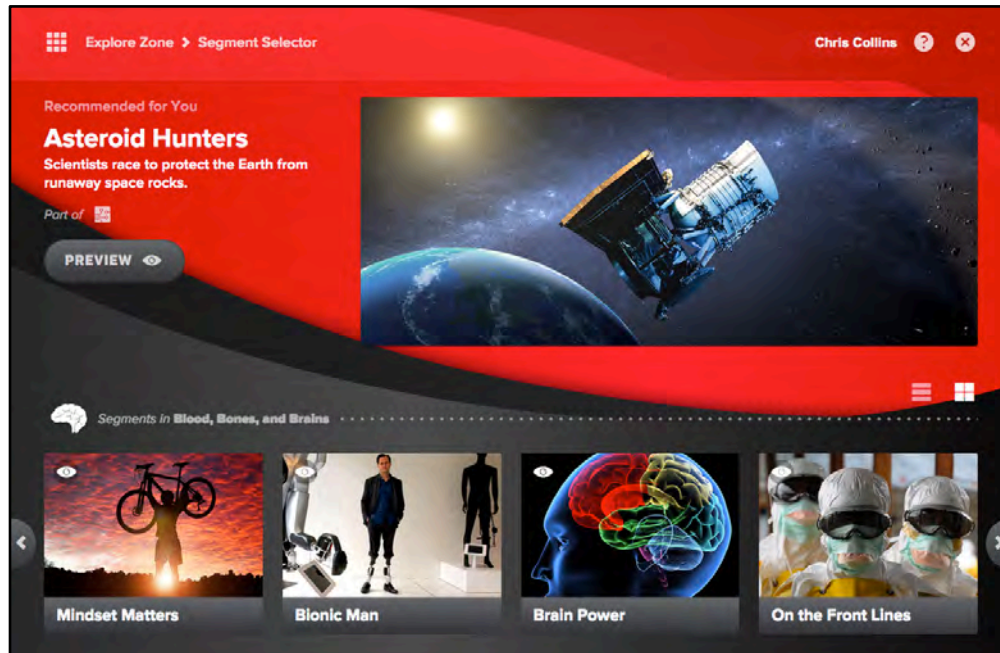 Explore Zone > Segment Selector
Chris Collins
?
Recommended for You
Asteroid Hunters
Scientists race to protect the Earth from
runaway space rocks.
Part of
PREVIEW
Segments in Blood, Bones, and Brains
Mindset Matters
Bionic Man
Brain Power
On the Front Lines